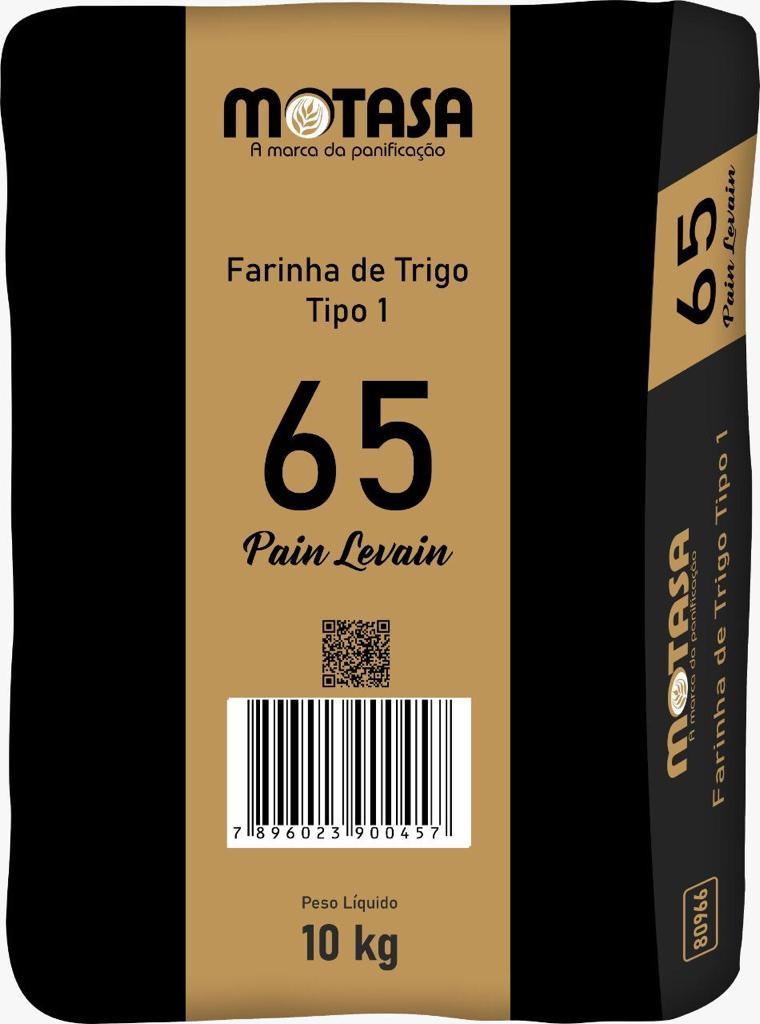 MOTASA
A marca da panificação
Farinha de Trigo
Tipo 1
65
Pain Levain
7 896023 900457
Peso Líquido
10 kg
65
Pain Levain
MOTASA
A marca da panificação
Farinha de Trigo Tipo 1
80966